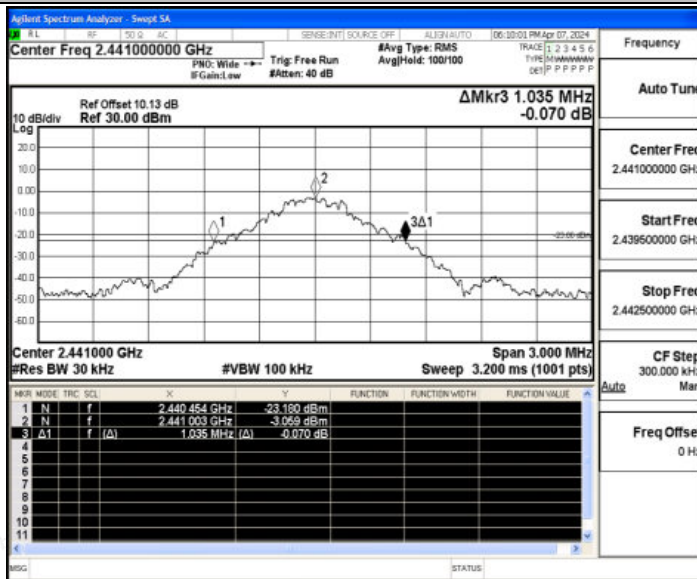 Agilent Spectrum Analyzer - Swept SA
RL RF 50 Ω AC SENSE:INT SOURCE OFF ALIGN AUTO 06:10:01 PM Apr 07, 2024
Center Freq 2.441000000 GHz
PNO: Wide
IFGain:Low
Trig: Free Run
#Atten: 40 dB
#Avg Type: RMS
Avg|Hold: 100/100
TRACE 1 2 3 4 5 6
TYPE MWWWWW
DET P P P P P P
ΔMkr3 1.035 MHz
-0.070 dB
Ref Offset 10.13 dB
10 dB/div Ref 30.00 dBm
Log
20.0
10.0
0.00
-10.0
-20.0
-30.0
-40.0
-50.0
-60.0
1
2
3Δ1
-23.06 dBm
Center 2.441000 GHz Span 3.000 MHz
#Res BW 30 kHz #VBW 100 kHz Sweep 3.200 ms (1001 pts)
MKR MODE TRC SCL X Y FUNCTION FUNCTION WIDTH FUNCTION VALUE
1 N f 2.440 454 GHz -23.180 dBm
2 N f 2.441 003 GHz -3.059 dBm
3 Δ1 f (Δ) 1.035 MHz (Δ) -0.070 dB
4
5
6
7
8
9
10
11
MSG STATUS
Frequency
Auto Tune
Center Freq
2.441000000 GHz
Start Freq
2.439500000 GHz
Stop Freq
2.442500000 GHz
CF Step
300.000 kHz
Auto Man
Freq Offset
0 Hz